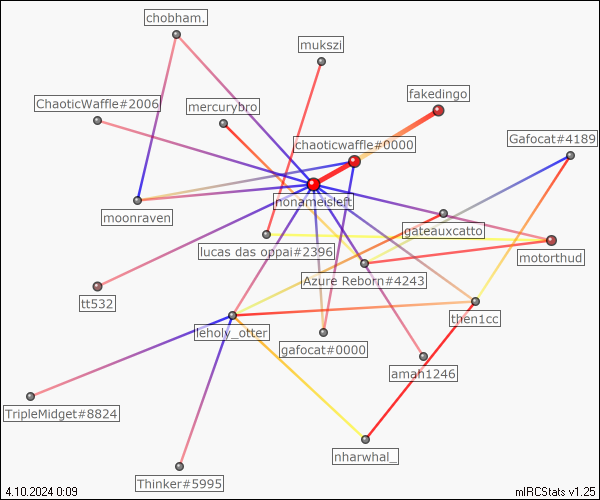 chobham.
mukszi
fakedingo
ChaoticWaffle#2006
mercurybro
chaoticwaffle#0000
Gafocat#4189
nonameisleft
moonraven
gateauxcatto
lucas das oppai#2396
motorthud
Azure Reborn#4243
tt532
then1cc
leholy_otter
gafocat#0000
amah1246
TripleMidget#8824
nharwhal_
Thinker#5995
4.10.2024 0:09
mIRCStats v1.25